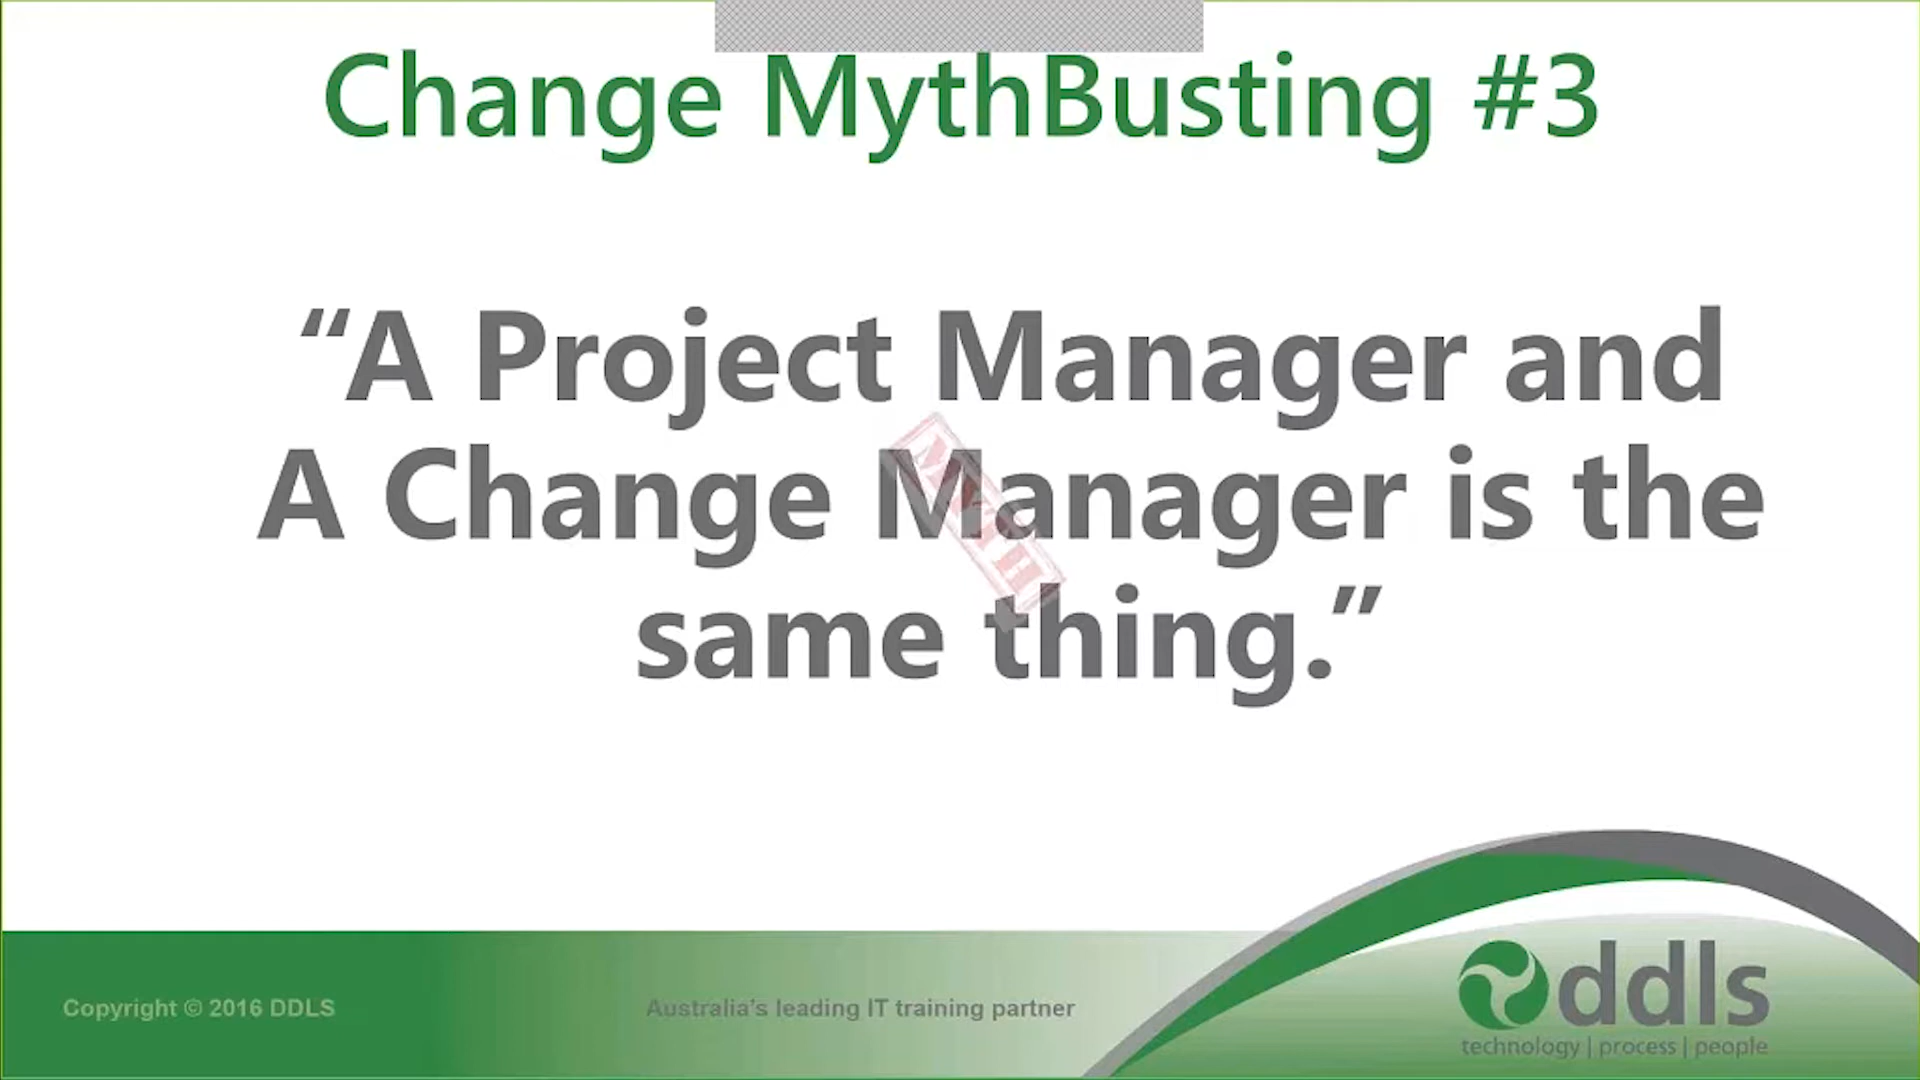 Change MythBusting #3
“A Project Manager and
A Change Manager is the
same thing.”
MYTH
Copyright © 2016 DDLS
Australia's leading IT training partner
ddls
technology | process | people